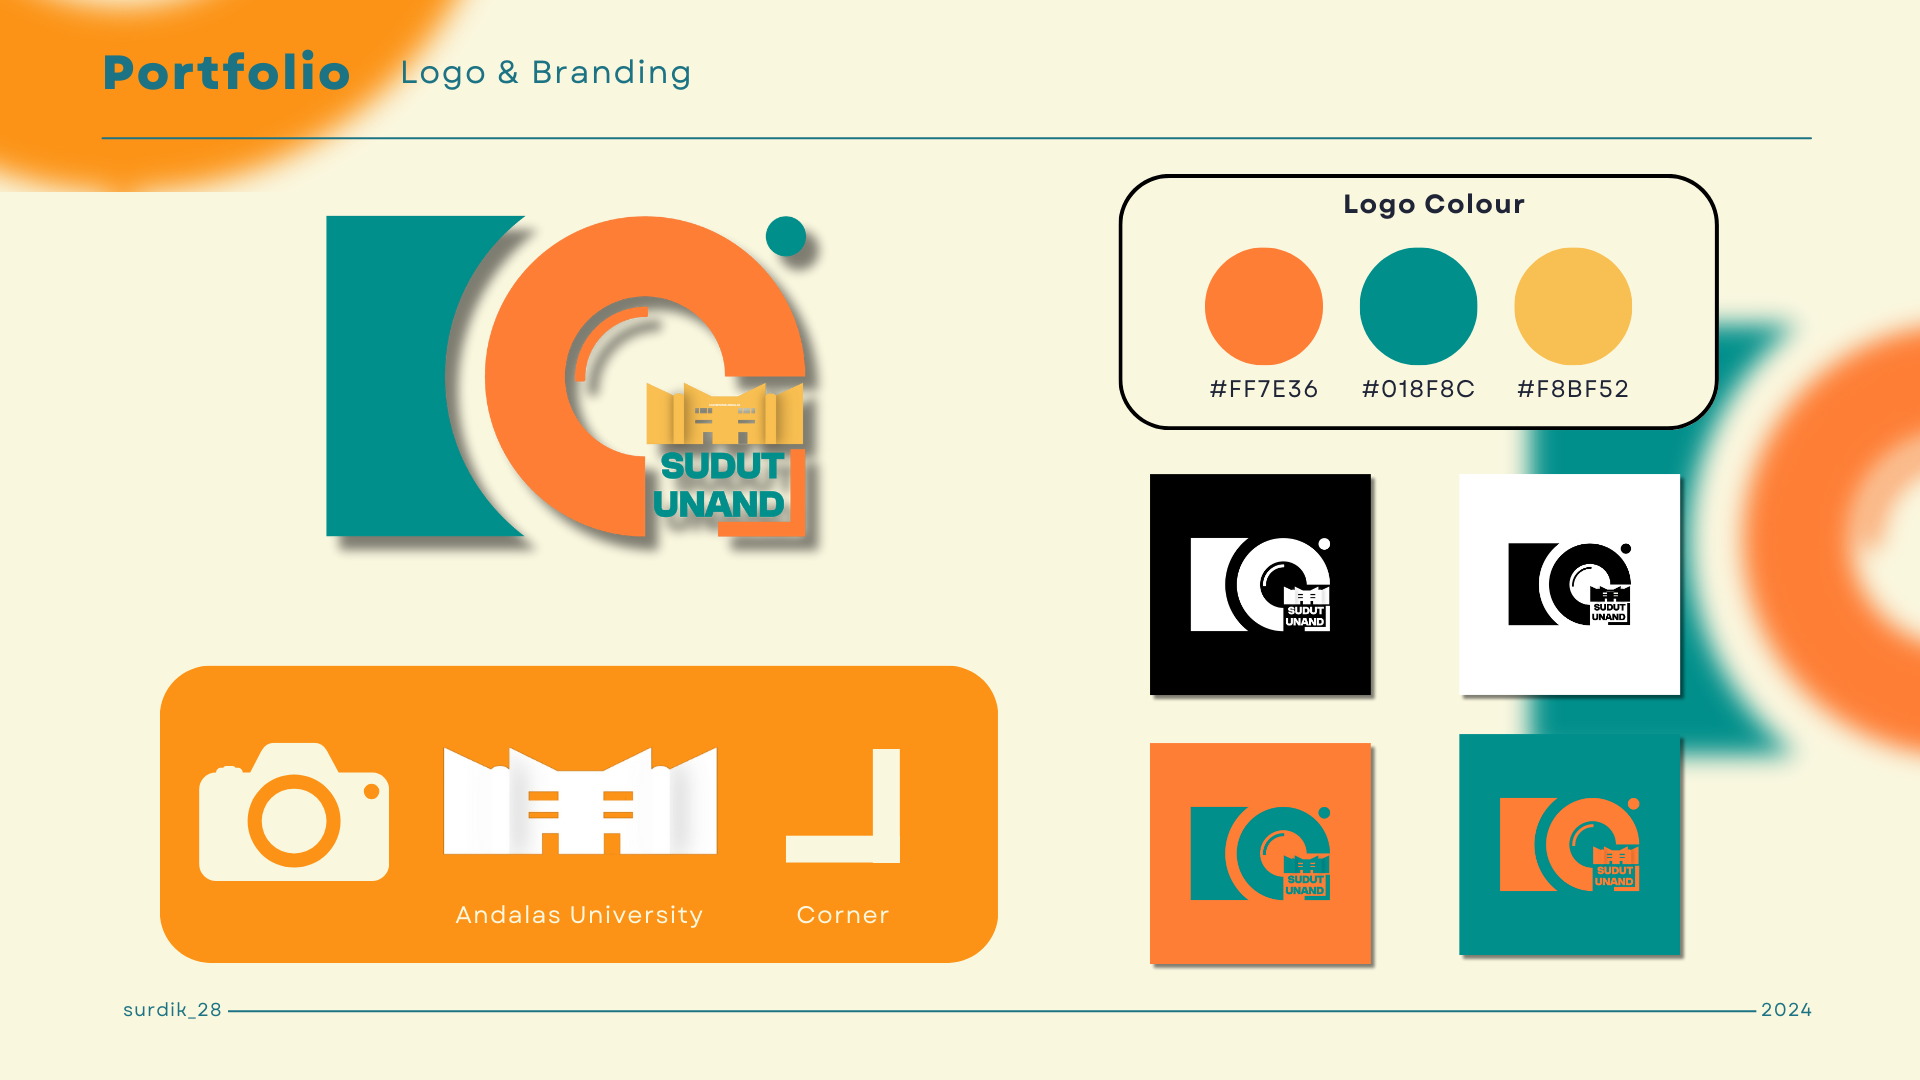 Portfolio
Logo & Branding
SUDUT
UNAND
Logo Colour
#FF7E36
#018F8C
#F8BF52
SUDUT
UNAND
SUDUT
UNAND
Andalas University
Corner
SUDUT
UNAND
SUDUT
UNAND
surdik_28
2024